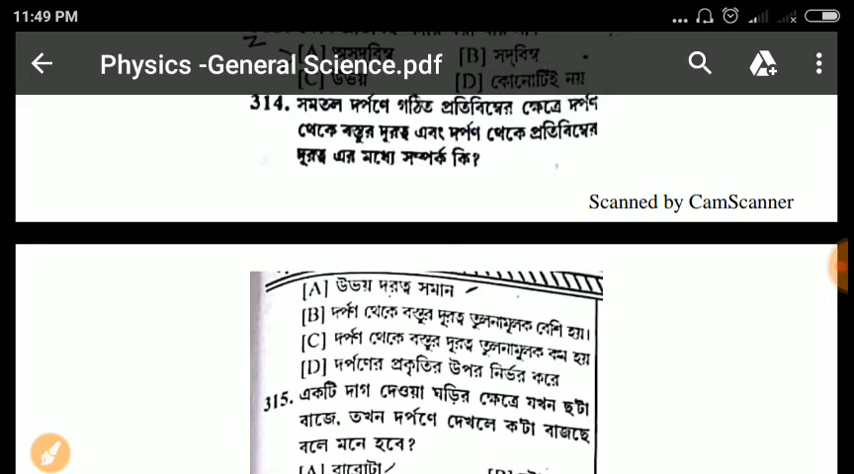 11:49 PM
Physics -General Science.pdf
[A] অসদ্‌বিম্ব [B] সদ্‌বিম্ব
[C] উভয় [D] কোনোটিই নয়
314. সমতল দর্পণে গঠিত প্রতিবিম্বের ক্ষেত্রে দর্পণ
থেকে বস্তুর দূরত্ব এবং দর্পণ থেকে প্রতিবিম্বের
দূরত্ব এর মধ্যে সম্পর্ক কি?
Scanned by CamScanner
[A] উভয় দূরত্ব সমান
[B] দর্পণ থেকে বস্তুর দূরত্ব তুলনামূলক বেশি হয়।
[C] দর্পণ থেকে বস্তুর দূরত্ব তুলনামূলক কম হয়
[D] দর্পণের প্রকৃতির উপর নির্ভর করে
315. একটি দাগ দেওয়া ঘড়ির ক্ষেত্রে যখন ছ'টা
বাজে, তখন দর্পণে দেখলে ক'টা বাজছে
বলে মনে হবে?
[A] বারোটা